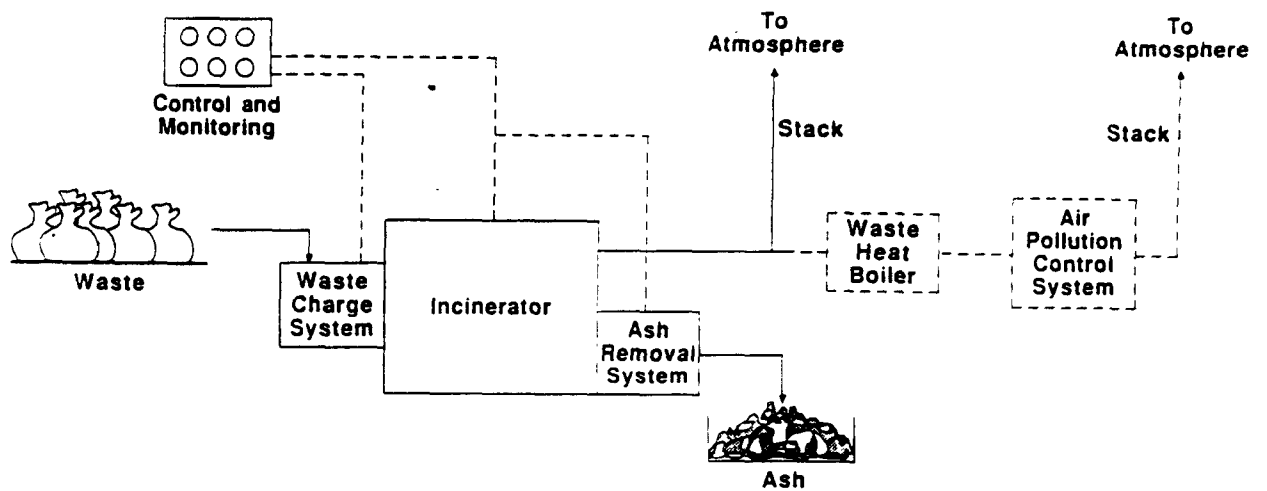 To
Atmosphere
To
Atmosphere
Control and
Monitoring
Stack
Stack
Waste
Waste
Charge
System
Incinerator
Ash
Removal
System
Waste
Heat
Boiler
Air
Pollution
Control
System
Ash